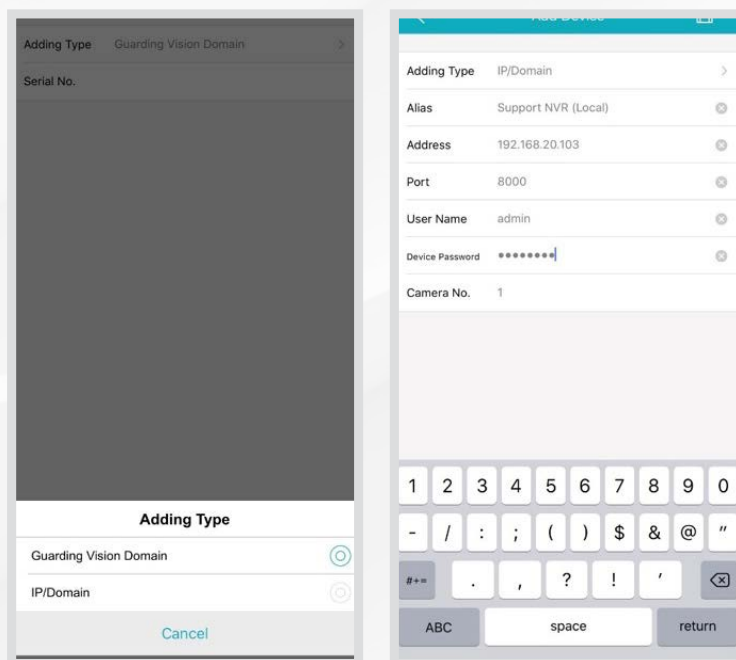 Adding Type Guarding Vision Domain
Serial No.
Adding Type
Guarding Vision Domain
IP/Domain
Cancel
Add Device
Adding Type IP/Domain
Alias Support NVR (Local)
Address 192.168.20.103
Port 8000
User Name admin
Device Password ••••••••
Camera No. 1
1 2 3 4 5 6 7 8 9 0
- / : ; ( ) $ & @ "
#+= . , ? ! '
ABC space return